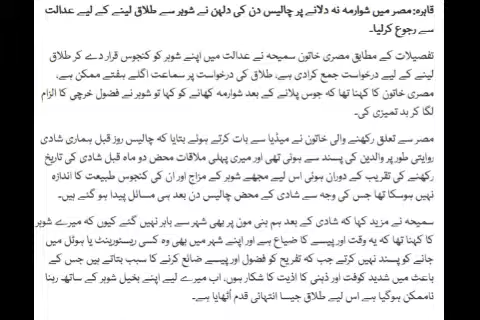 قاہرہ: مصر میں شوارمہ نہ دلانے پر چالیس دن کی دلہن نے شوہر سے طلاق لینے کے لیے عدالت
سے رجوع کرلیا۔
تفصیلات کے مطابق مصری خاتون سمیحہ نے عدالت میں اپنے شوہر کو کنجوس قرار دے کر طلاق
لینے کے لیے درخواست جمع کرادی ہے، طلاق کی درخواست پر سماعت اگلے ہفتے ممکن ہے،
مصری خاتون کا کہنا تھا کہ جوس پلانے کے بعد شوارمہ کھانے کو کہا تو شوہر نے فضول خرچی کا الزام
لگا کر بد تمیزی کی۔
مصر سے تعلق رکھنے والی خاتون نے میڈیا سے بات کرتے ہوئے بتایا کہ چالیس روز قبل ہماری شادی
روایتی طور پر والدین کی پسند سے ہوئی تھی اور میری پہلی ملاقات محض دو ماہ قبل شادی کی تاریخ
رکھنے کی تقریب کے دوران ہوئی اس لیے مجھے شوہر کے مزاج اور ان کی کنجوس طبیعت کا اندازہ
نہیں ہوسکا تھا جس کی وجہ سے شادی کے محض چالیس دن بعد ہی مسائل پیدا ہو گئے ہیں۔
سمیحہ نے مزید کہا کہ شادی کے بعد ہم ہنی مون پر بھی شہر سے باہر نہیں گئے کیوں کہ میرے شوہر
کا کہنا تھا کہ یہ وقت اور پیسے کا ضیاع ہے اور اپنے شہر میں بھی وہ کسی ریسٹورینٹ یا ہوٹل میں
جانے کو پسند نہیں کرتے جب کہ تفریح کو فضول اور پیسے ضائع کرنے کا سبب بتاتے ہیں جس کے
باعث میں شدید کوفت اور ذہنی کا اذیت کا شکار ہوں، اب میرے لیے اپنے بخیل شوہر کے ساتھ رہنا
ناممکن ہوگیا ہے اس لیے طلاق جیسا انتہائی قدم اُٹھایا ہے۔